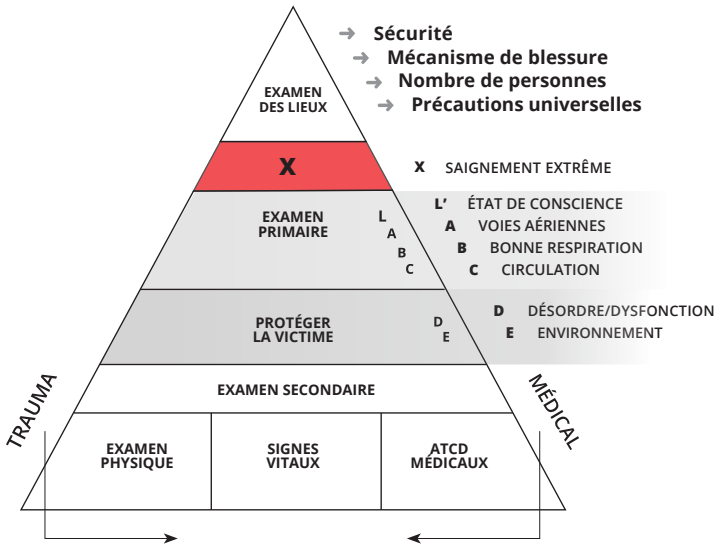 Sécurité
Mécanisme de blessure
Nombre de personnes
Précautions universelles
EXAMEN
DES LIEUX
X
X SAIGNEMENT EXTRÊME
EXAMEN
PRIMAIRE
L
A
B
C
L’ ÉTAT DE CONSCIENCE
A VOIES AÉRIENNES
B BONNE RESPIRATION
C CIRCULATION
PROTÉGER
LA VICTIME
D
E
D DÉSORDRE/DYSFONCTION
E ENVIRONNEMENT
EXAMEN SECONDAIRE
TRAUMA
MÉDICAL
EXAMEN
PHYSIQUE
SIGNES
VITAUX
ATCD
MÉDICAUX